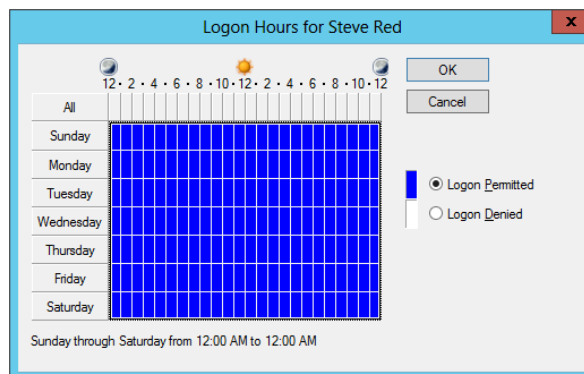 Logon Hours for Steve Red
x
12 · 2 · 4 · 6 · 8 · 10 · 12 · 2 · 4 · 6 · 8 · 10 · 12
OK
Cancel
All
Sunday
Monday
Tuesday
Wednesday
Thursday
Friday
Saturday
Logon Permitted
Logon Denied
Sunday through Saturday from 12:00 AM to 12:00 AM